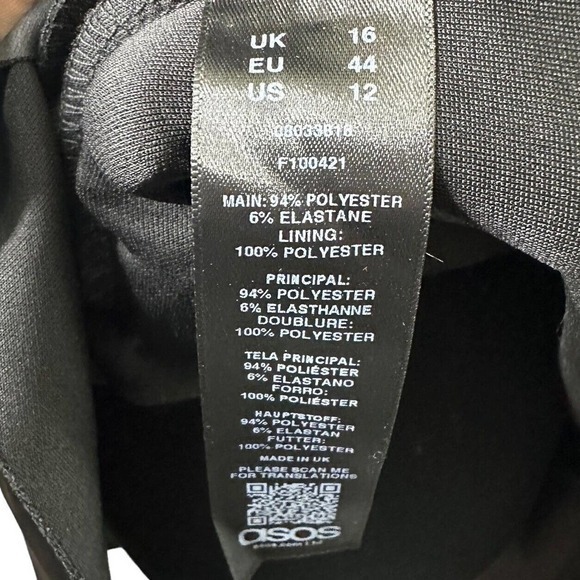 UK 16
EU 44
US 12
08033818
F100421
MAIN: 94% POLYESTER
6% ELASTANE
LINING:
100% POLYESTER
PRINCIPAL:
94% POLYESTER
6% ELASTHANNE
DOUBLURE:
100% POLYESTER
TELA PRINCIPAL:
94% POLIÉSTER
6% ELASTANO
FORRO:
100% POLIÉSTER
HAUPTSTOFF:
94% POLYESTER
6% ELASTAN
FUTTER:
100% POLYESTER
MADE IN UK
PLEASE SCAN ME
FOR TRANSLATIONS
asos